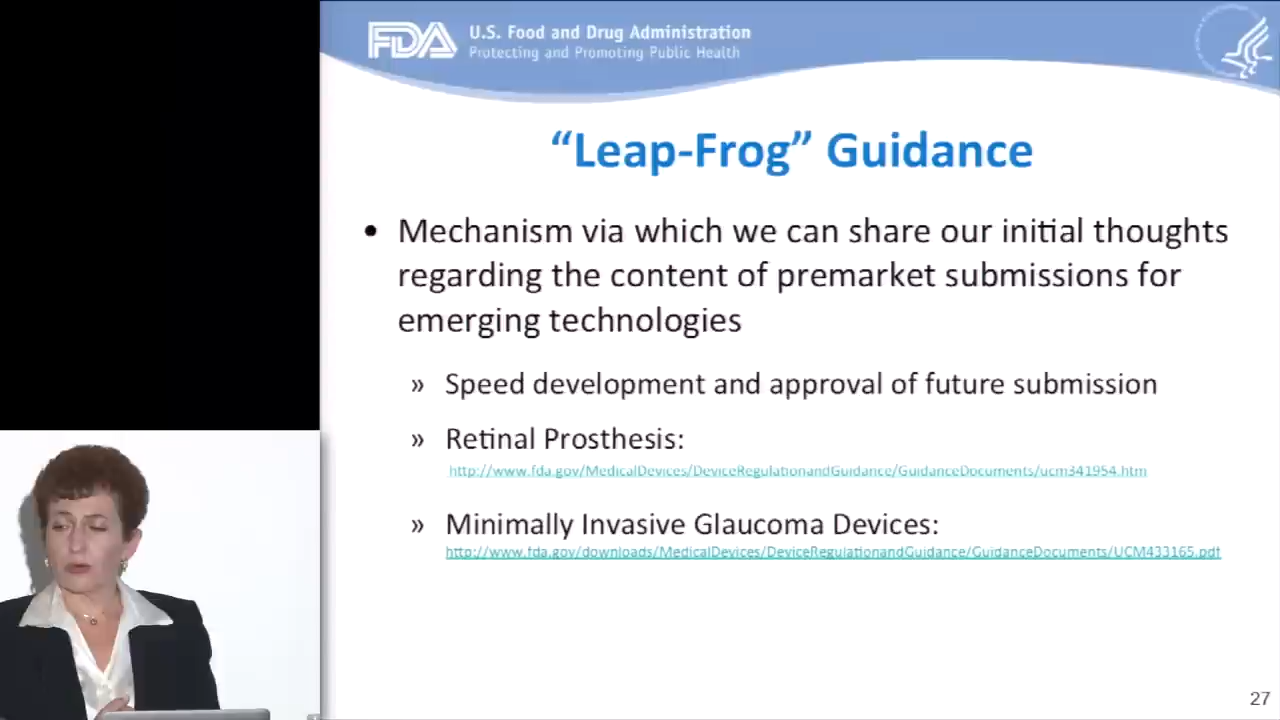 FDA
U.S. Food and Drug Administration
Protecting and Promoting Public Health
“Leap-Frog” Guidance
• Mechanism via which we can share our initial thoughts
regarding the content of premarket submissions for
emerging technologies
» Speed development and approval of future submission
» Retinal Prosthesis:
http://www.fda.gov/MedicalDevices/DeviceRegulationandGuidance/GuidanceDocuments/ucm341954.htm
» Minimally Invasive Glaucoma Devices:
http://www.fda.gov/downloads/MedicalDevices/DeviceRegulationandGuidance/GuidanceDocuments/UCM433165.pdf
27